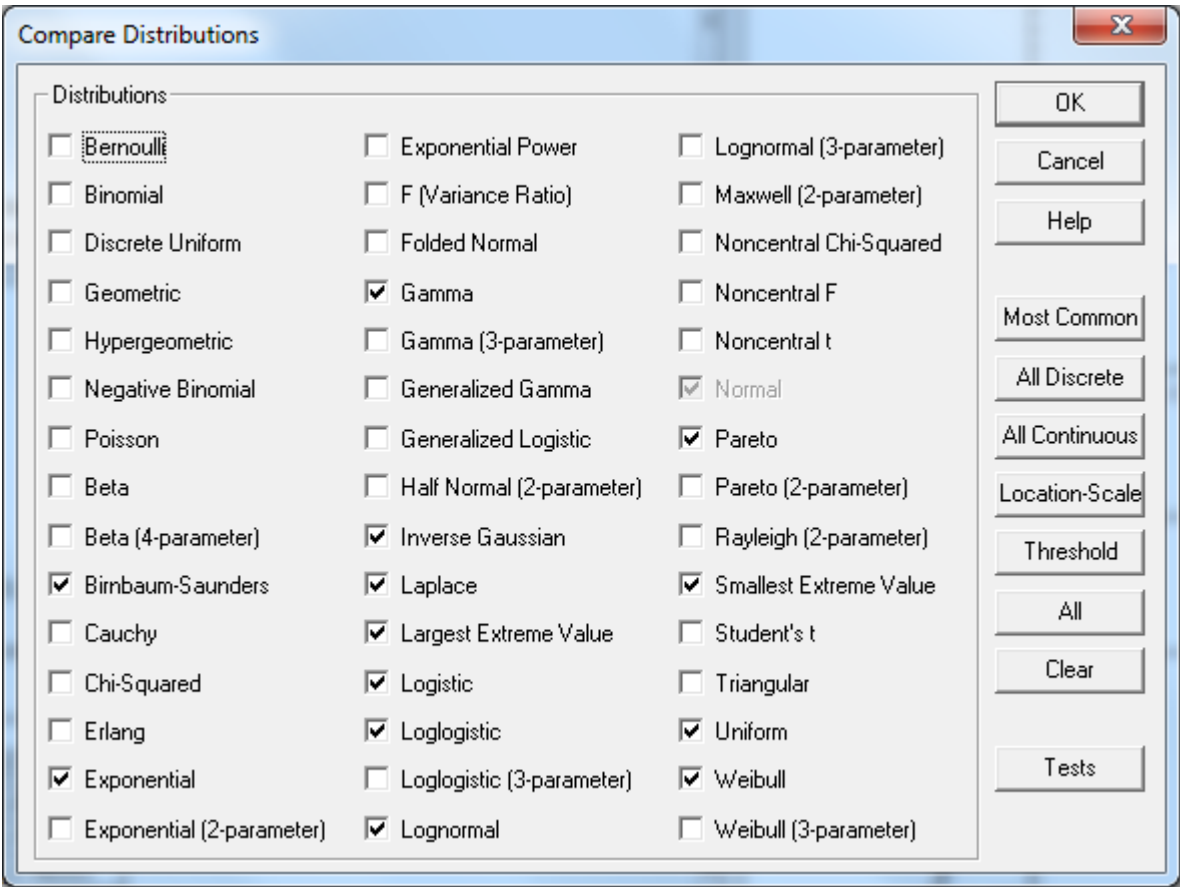 Compare Distributions
Distributions
Bernoulli
Binomial
Discrete Uniform
Geometric
Hypergeometric
Negative Binomial
Poisson
Beta
Beta (4-parameter)
Birnbaum-Saunders
Cauchy
Chi-Squared
Erlang
Exponential
Exponential (2-parameter)
Exponential Power
F (Variance Ratio)
Folded Normal
Gamma
Gamma (3-parameter)
Generalized Gamma
Generalized Logistic
Half Normal (2-parameter)
Inverse Gaussian
Laplace
Largest Extreme Value
Logistic
Loglogistic
Loglogistic (3-parameter)
Lognormal
Lognormal (3-parameter)
Maxwell (2-parameter)
Noncentral Chi-Squared
Noncentral F
Noncentral t
Normal
Pareto
Pareto (2-parameter)
Rayleigh (2-parameter)
Smallest Extreme Value
Student's t
Triangular
Uniform
Weibull
Weibull (3-parameter)
OK
Cancel
Help
Most Common
All Discrete
All Continuous
Location-Scale
Threshold
All
Clear
Tests